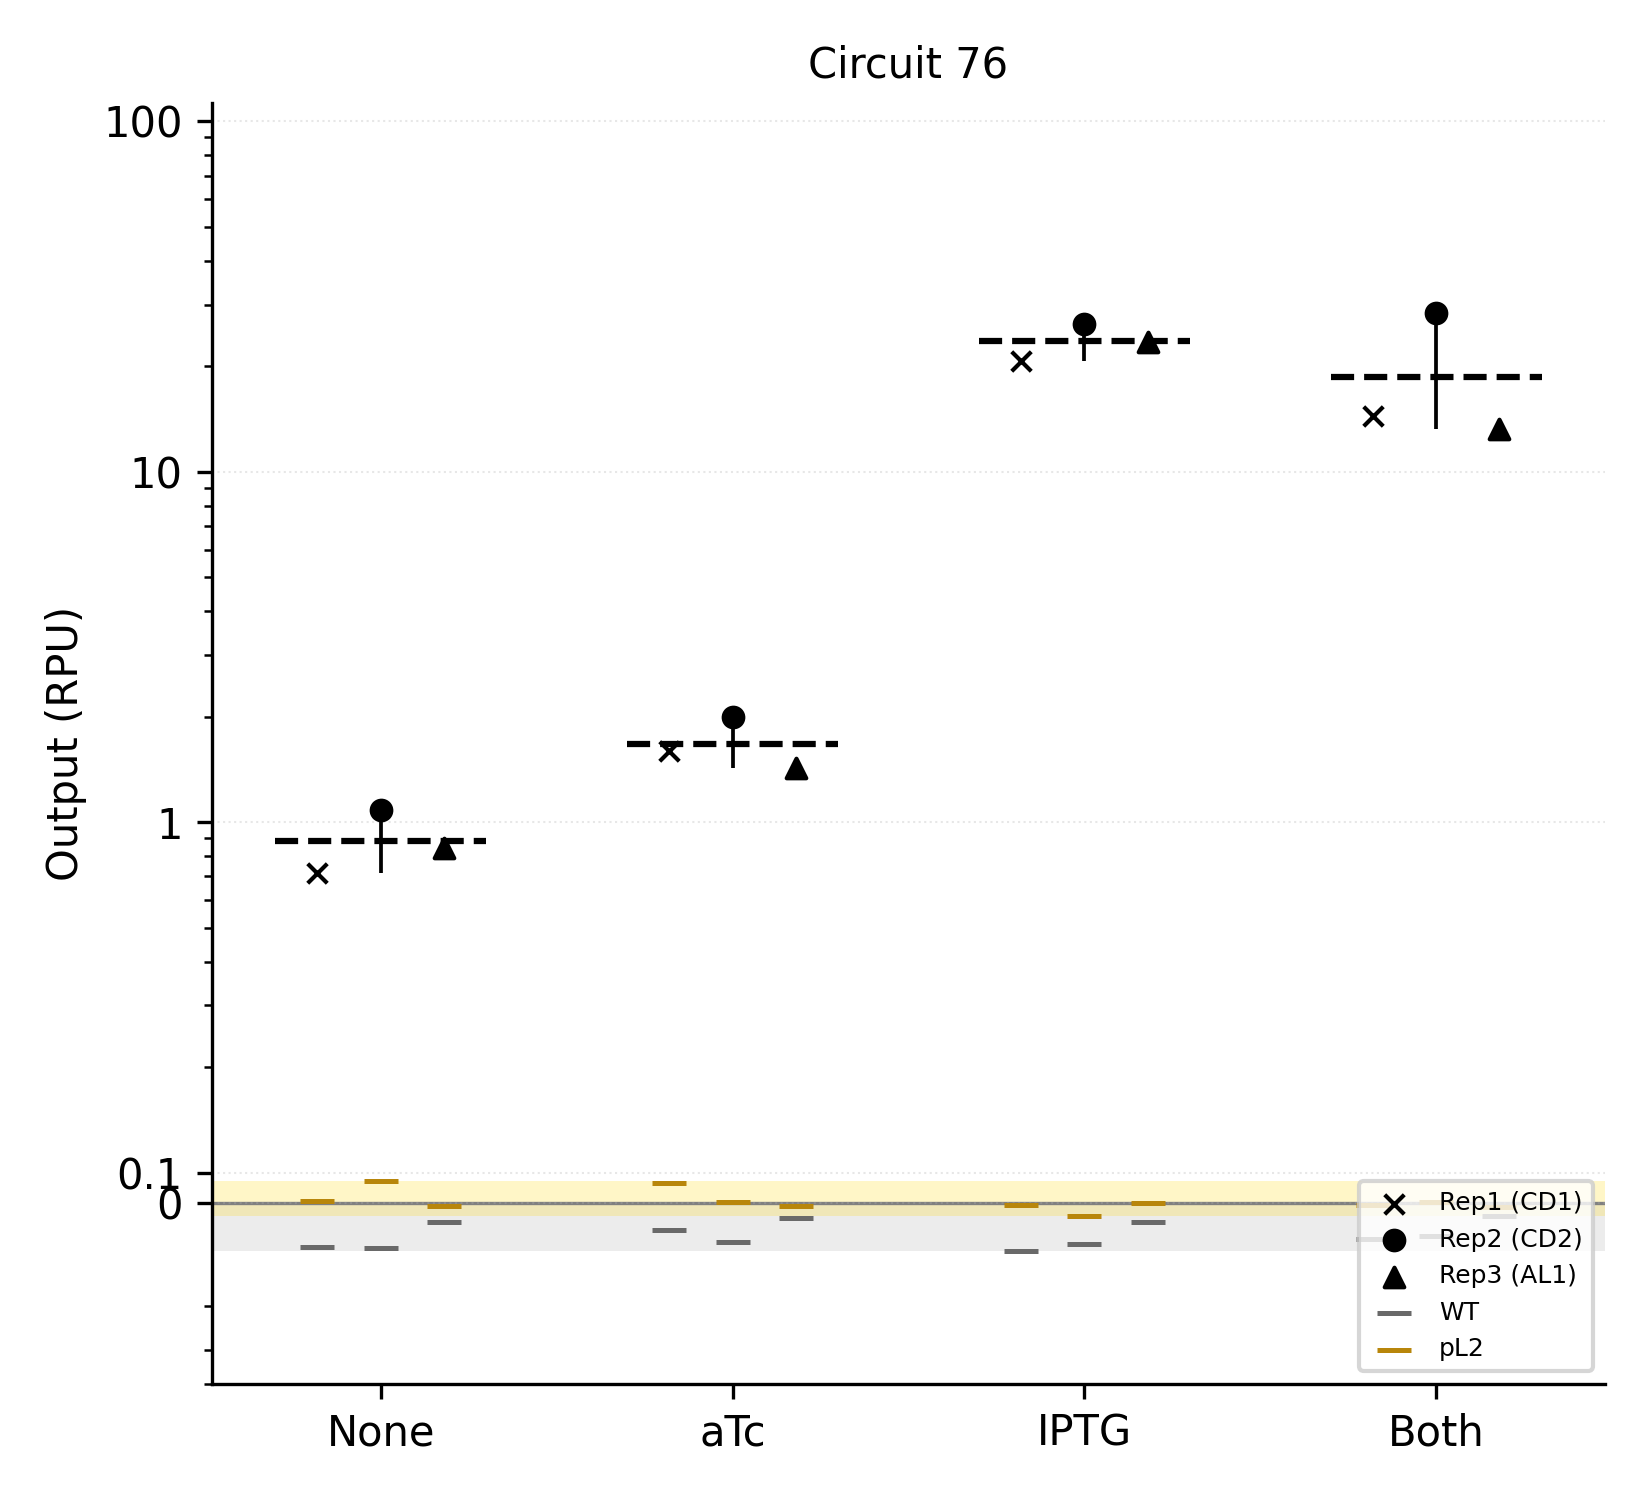 Circuit 76
Output (RPU)
100
10
1
0.1
0
None
aTc
IPTG
Both
Rep1 (CD1)
Rep2 (CD2)
Rep3 (AL1)
WT
pL2